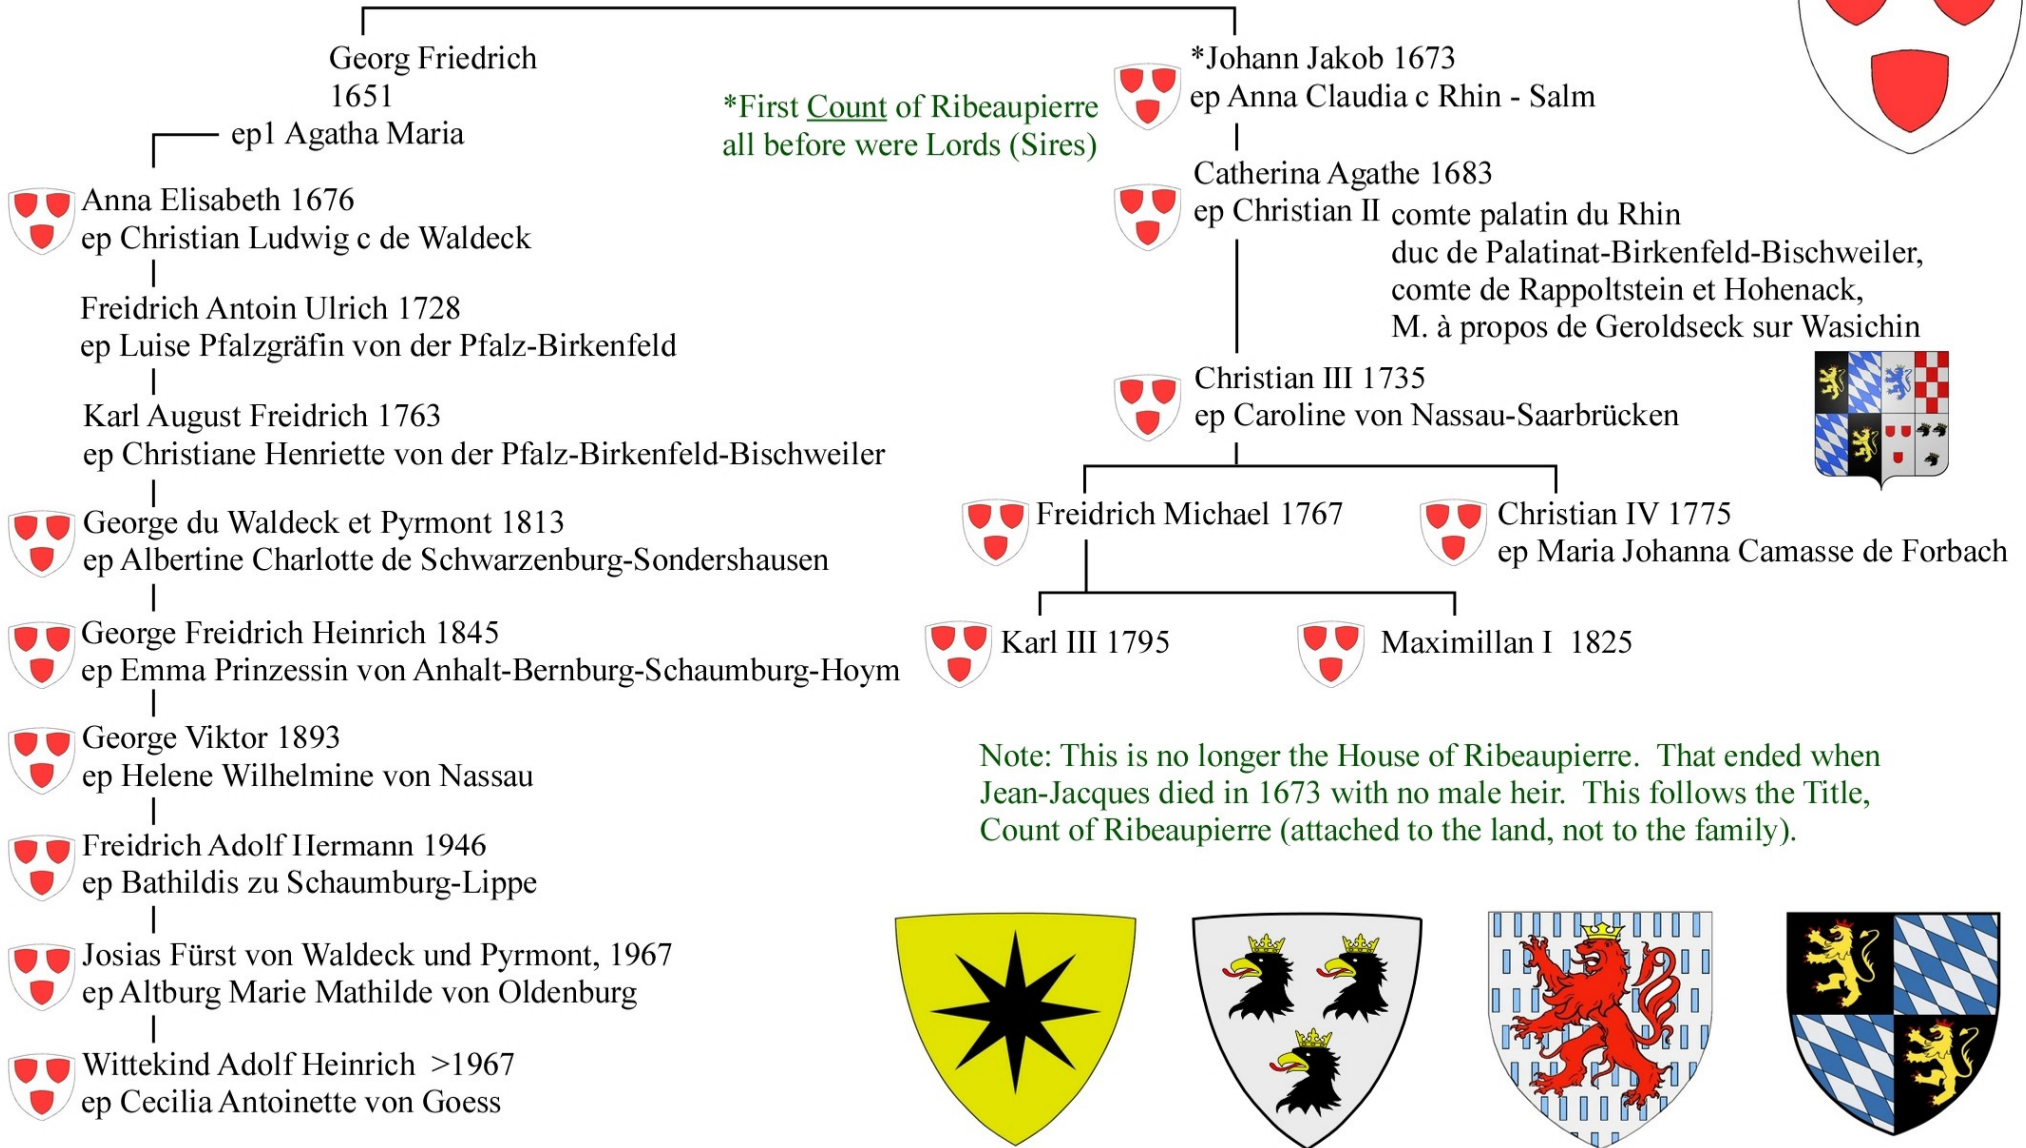 Georg Friedrich
1651
ep1 Agatha Maria
Anna Elisabeth 1676
ep Christian Ludwig c de Waldeck
Freidrich Antoin Ulrich 1728
ep Luise Pfalzgräfin von der Pfalz-Birkenfeld
Karl August Freidrich 1763
ep Christiane Henriette von der Pfalz-Birkenfeld-Bischweiler
George du Waldeck et Pyrmont 1813
ep Albertine Charlotte de Schwarzenburg-Sondershausen
George Freidrich Heinrich 1845
ep Emma Prinzessin von Anhalt-Bernburg-Schaumburg-Hoym
George Viktor 1893
ep Helene Wilhelmine von Nassau
Freidrich Adolf Hermann 1946
ep Bathildis zu Schaumburg-Lippe
Josias Fürst von Waldeck und Pyrmont, 1967
ep Altburg Marie Mathilde von Oldenburg
Wittekind Adolf Heinrich >1967
ep Cecilia Antoinette von Goess
*First Count of Ribeaupierre
all before were Lords (Sires)
*Johann Jakob 1673
ep Anna Claudia c Rhin - Salm
Catherina Agathe 1683
ep Christian II
comte palatin du Rhin
duc de Palatinat-Birkenfeld-Bischweiler,
comte de Rappoltstein et Hohenack,
M. à propos de Geroldseck sur Wasichin
Christian III 1735
ep Caroline von Nassau-Saarbrücken
Freidrich Michael 1767
Christian IV 1775
ep Maria Johanna Camasse de Forbach
Karl III 1795
Maximillan I 1825
Note: This is no longer the House of Ribeaupierre. That ended when
Jean-Jacques died in 1673 with no male heir. This follows the Title,
Count of Ribeaupierre (attached to the land, not to the family).